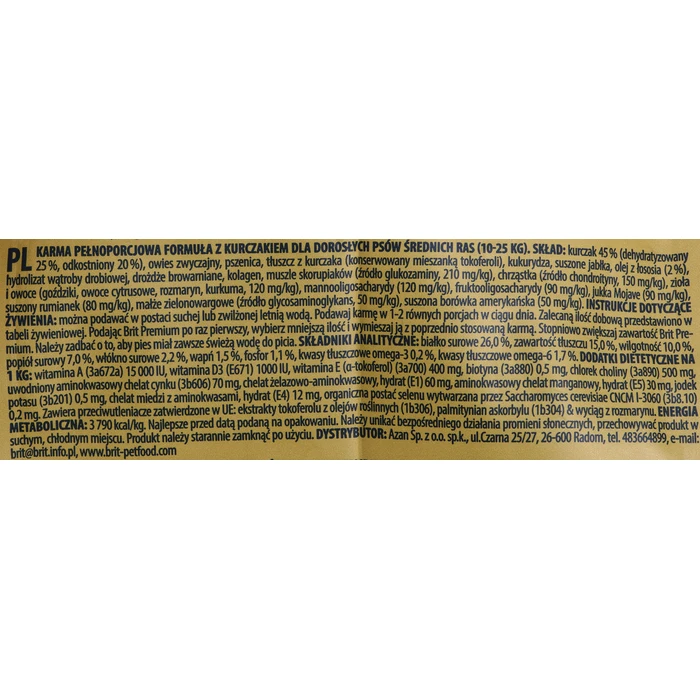 PL KARMA PEŁNOPORCJOWA FORMUŁA Z KURCZAKIEM DLA DOROSŁYCH PSÓW ŚREDNICH RAS (10-25 KG). SKŁAD: kurczak 45 % (dehydratyzowany
25 %, odkostniony 20 %), owies zwyczajny, pszenica, tłuszcz z kurczaka (konserwowany mieszanką tokoferoli), kukurydza, suszone jabłka, olej z łososia (2 %),
hydrolizat wątroby drobiowej, drożdże browarniane, kolagen, muszle skorupiaków (źródło glukozaminy, 210 mg/kg), chrząstka (źródło chondroityny, 150 mg/kg), zioła
i owoce (goździki, owoce cytrusowe, rozmaryn, kurkuma, 120 mg/kg), mannooligosacharydy (120 mg/kg), fruktooligosacharydy (90 mg/kg), jukka Mojave (90 mg/kg),
suszony rumianek (80 mg/kg), małże zielonowargowe (źródło glycosaminoglykans, 50 mg/kg), suszona borówka amerykańska (50 mg/kg). INSTRUKCJE DOTYCZĄCE
ŻYWIENIA: można podawać w postaci suchej lub zwilżonej letnią wodą. Podawaj karmę w 1-2 równych porcjach w ciągu dnia. Zalecaną ilość dobową przedstawiono w
tabeli żywieniowej. Podając Brit Premium po raz pierwszy, wybierz mniejszą ilość i wymieszaj ją z poprzednio stosowaną karmą. Stopniowo zwiększaj zawartość Brit Pre-
mium. Należy zadbać o to, aby pies miał zawsze świeżą wodę do picia. SKŁADNIKI ANALITYCZNE: białko surowe 26,0 %, zawartość tłuszczu 15,0 %, wilgotność 10,0 %,
popiół surowy 7,0 %, włókno surowe 2,2 %, wapń 1,5 %, fosfor 1,1 %, kwasy tłuszczowe omega-3 0,2 %, kwasy tłuszczowe omega-6 1,7 %. DODATKI DIETETYCZNE NA
1 KG: witamina A (3a672a) 15 000 IU, witamina D3 (E671) 1000 IU, witamina E (α-tokoferol) (3a700) 400 mg, biotyna (3a880) 0,5 mg, chlorek choliny (3a890) 500 mg,
uwodniony aminokwasowy chelat cynku (3b606) 70 mg, chelat żelazowo-aminokwasowy, hydrat (E1) 60 mg, aminokwasowy chelat manganowy, hydrat (E5) 30 mg, jodek
potasu (3b201) 0,5 mg, chelat miedzi z aminokwasami, hydrat (E4) 12 mg, organiczna postać selenu wytwarzana przez Saccharomyces cerevisiae CNCM I-3060 (3b8.10)
0,2 mg. Zawiera przeciwutleniacze zatwierdzone w UE: ekstrakty tokoferolu z olejów roślinnych (1b306), palmitynian askorbylu (1b304) & wyciąg z rozmarynu. ENERGIA
METABOLICZNA: 3 790 kcal/kg. Najlepsze przed datą podaną na opakowaniu. Należy unikać bezpośredniego działania promieni słonecznych, przechowywać produkt w
suchym, chłodnym miejscu. Produkt należy starannie zamknąć po użyciu. DYSTRYBUTOR: Azan Sp. z o.o. sp.k., ul.Czarna 25/27, 26-600 Radom, tel. 483664899, e-mail:
brit@brit.info.pl, www.brit-petfood.com